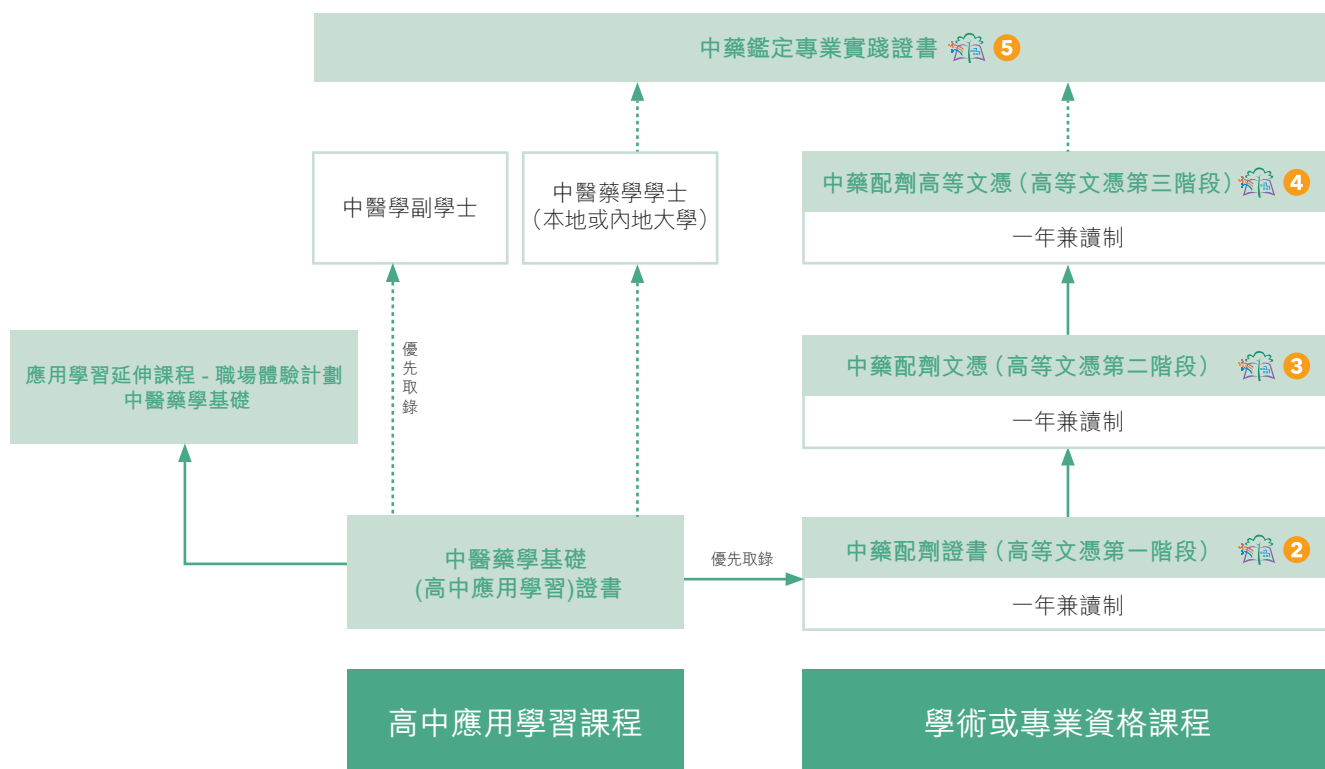 中藥鑑定專業實踐證書 5
中醫學副學士
中醫藥學學士
（本地或內地大學）
中藥配劑高等文憑（高等文憑第三階段） 4
一年兼讀制
優先取錄
應用學習延伸課程 - 職場體驗計劃
中醫藥學基礎
中藥配劑文憑（高等文憑第二階段） 3
一年兼讀制
中醫藥學基礎
(高中應用學習)證書
優先取錄
中藥配劑證書（高等文憑第一階段） 2
一年兼讀制
高中應用學習課程
學術或專業資格課程